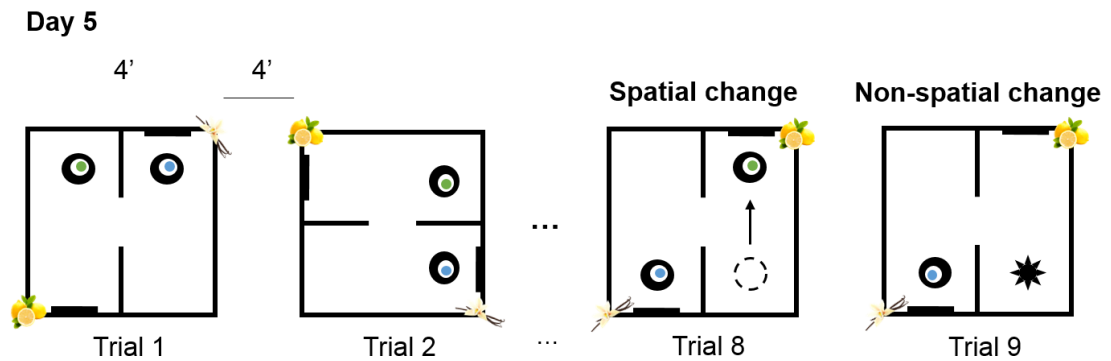 Day 5
4’ 4’
Spatial change Non-spatial change
... ...
Trial 1 Trial 2 Trial 8 Trial 9